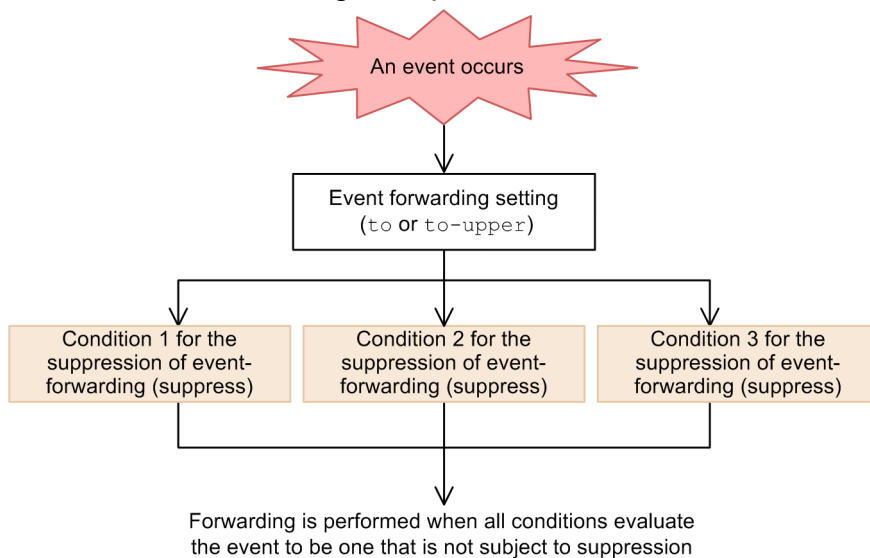 An event occurs
Event forwarding setting
(to or to-upper)
Condition 1 for the
suppression of event-
forwarding (suppress)
Condition 2 for the
suppression of event-
forwarding (suppress)
Condition 3 for the
suppression of event-
forwarding (suppress)
Forwarding is performed when all conditions evaluate
the event to be one that is not subject to suppression